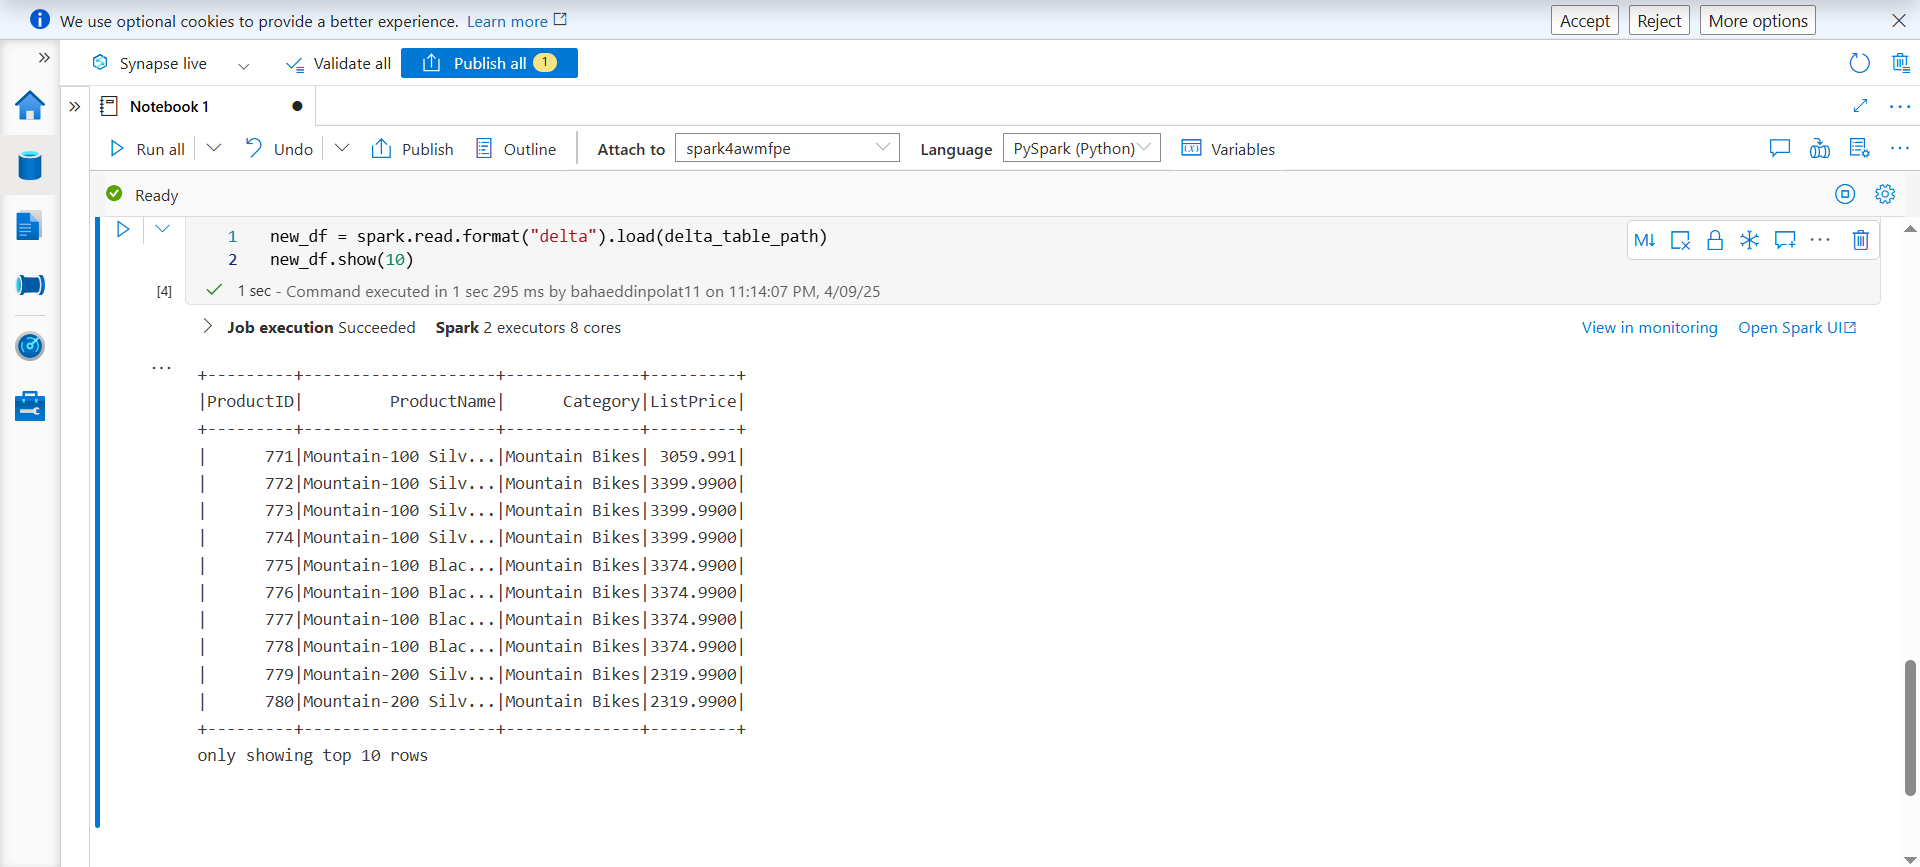 We use optional cookies to provide a better experience. Learn more
Accept
Reject
More options
Synapse live
Validate all
Publish all 1
Notebook 1
Run all
Undo
Publish
Outline
Attach to
spark4awmfpe
Language
PySpark (Python)
Variables
Ready
M↓
1 new_df = spark.read.format("delta").load(delta_table_path)
2 new_df.show(10)
[4]
1 sec - Command executed in 1 sec 295 ms by bahaeddinpolat11 on 11:14:07 PM, 4/09/25
Job execution Succeeded Spark 2 executors 8 cores
View in monitoring
Open Spark UI
+---------+--------------------+--------------+---------+
|ProductID|         ProductName|      Category|ListPrice|
+---------+--------------------+--------------+---------+
|      771|Mountain-100 Silv...|Mountain Bikes| 3059.991|
|      772|Mountain-100 Silv...|Mountain Bikes|3399.9900|
|      773|Mountain-100 Silv...|Mountain Bikes|3399.9900|
|      774|Mountain-100 Silv...|Mountain Bikes|3399.9900|
|      775|Mountain-100 Blac...|Mountain Bikes|3374.9900|
|      776|Mountain-100 Blac...|Mountain Bikes|3374.9900|
|      777|Mountain-100 Blac...|Mountain Bikes|3374.9900|
|      778|Mountain-100 Blac...|Mountain Bikes|3374.9900|
|      779|Mountain-200 Silv...|Mountain Bikes|2319.9900|
|      780|Mountain-200 Silv...|Mountain Bikes|2319.9900|
+---------+--------------------+--------------+---------+
only showing top 10 rows